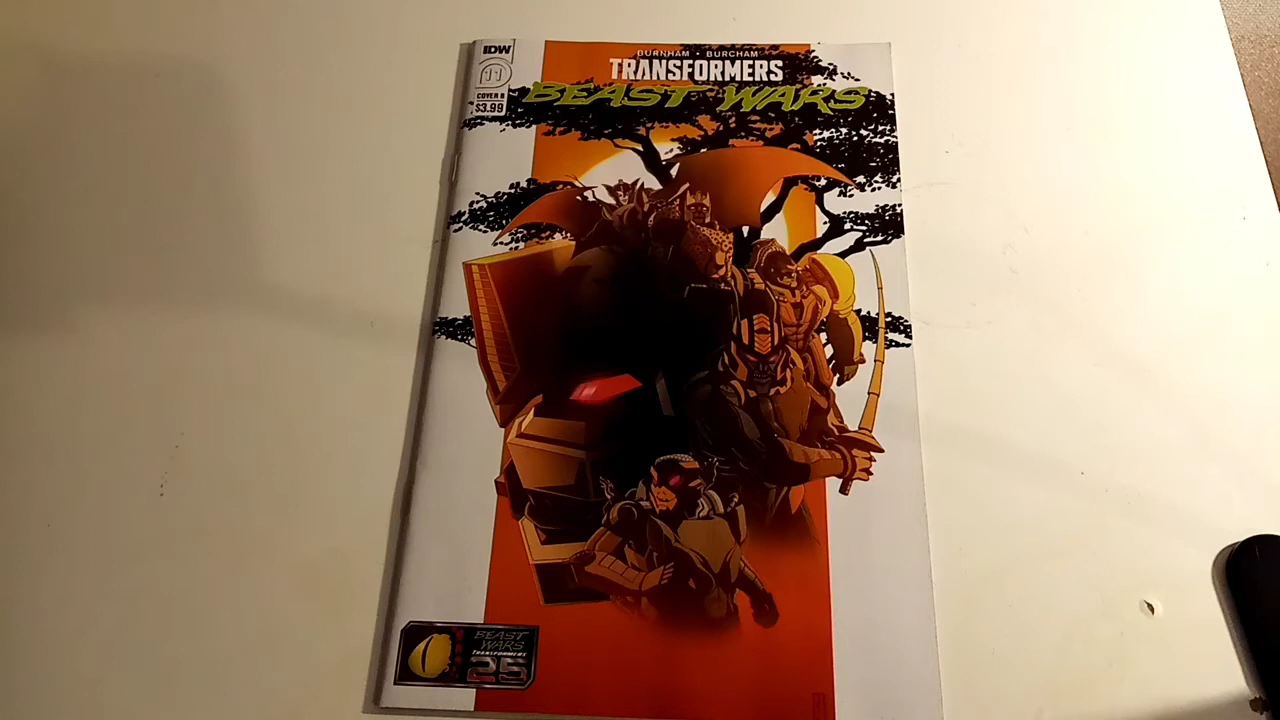 IDW
11
COVER B
$3.99
BURNHAM • BURCHAM
TRANSFORMERS
BEAST WARS
BEAST
WARS
TRANSFORMERS
25